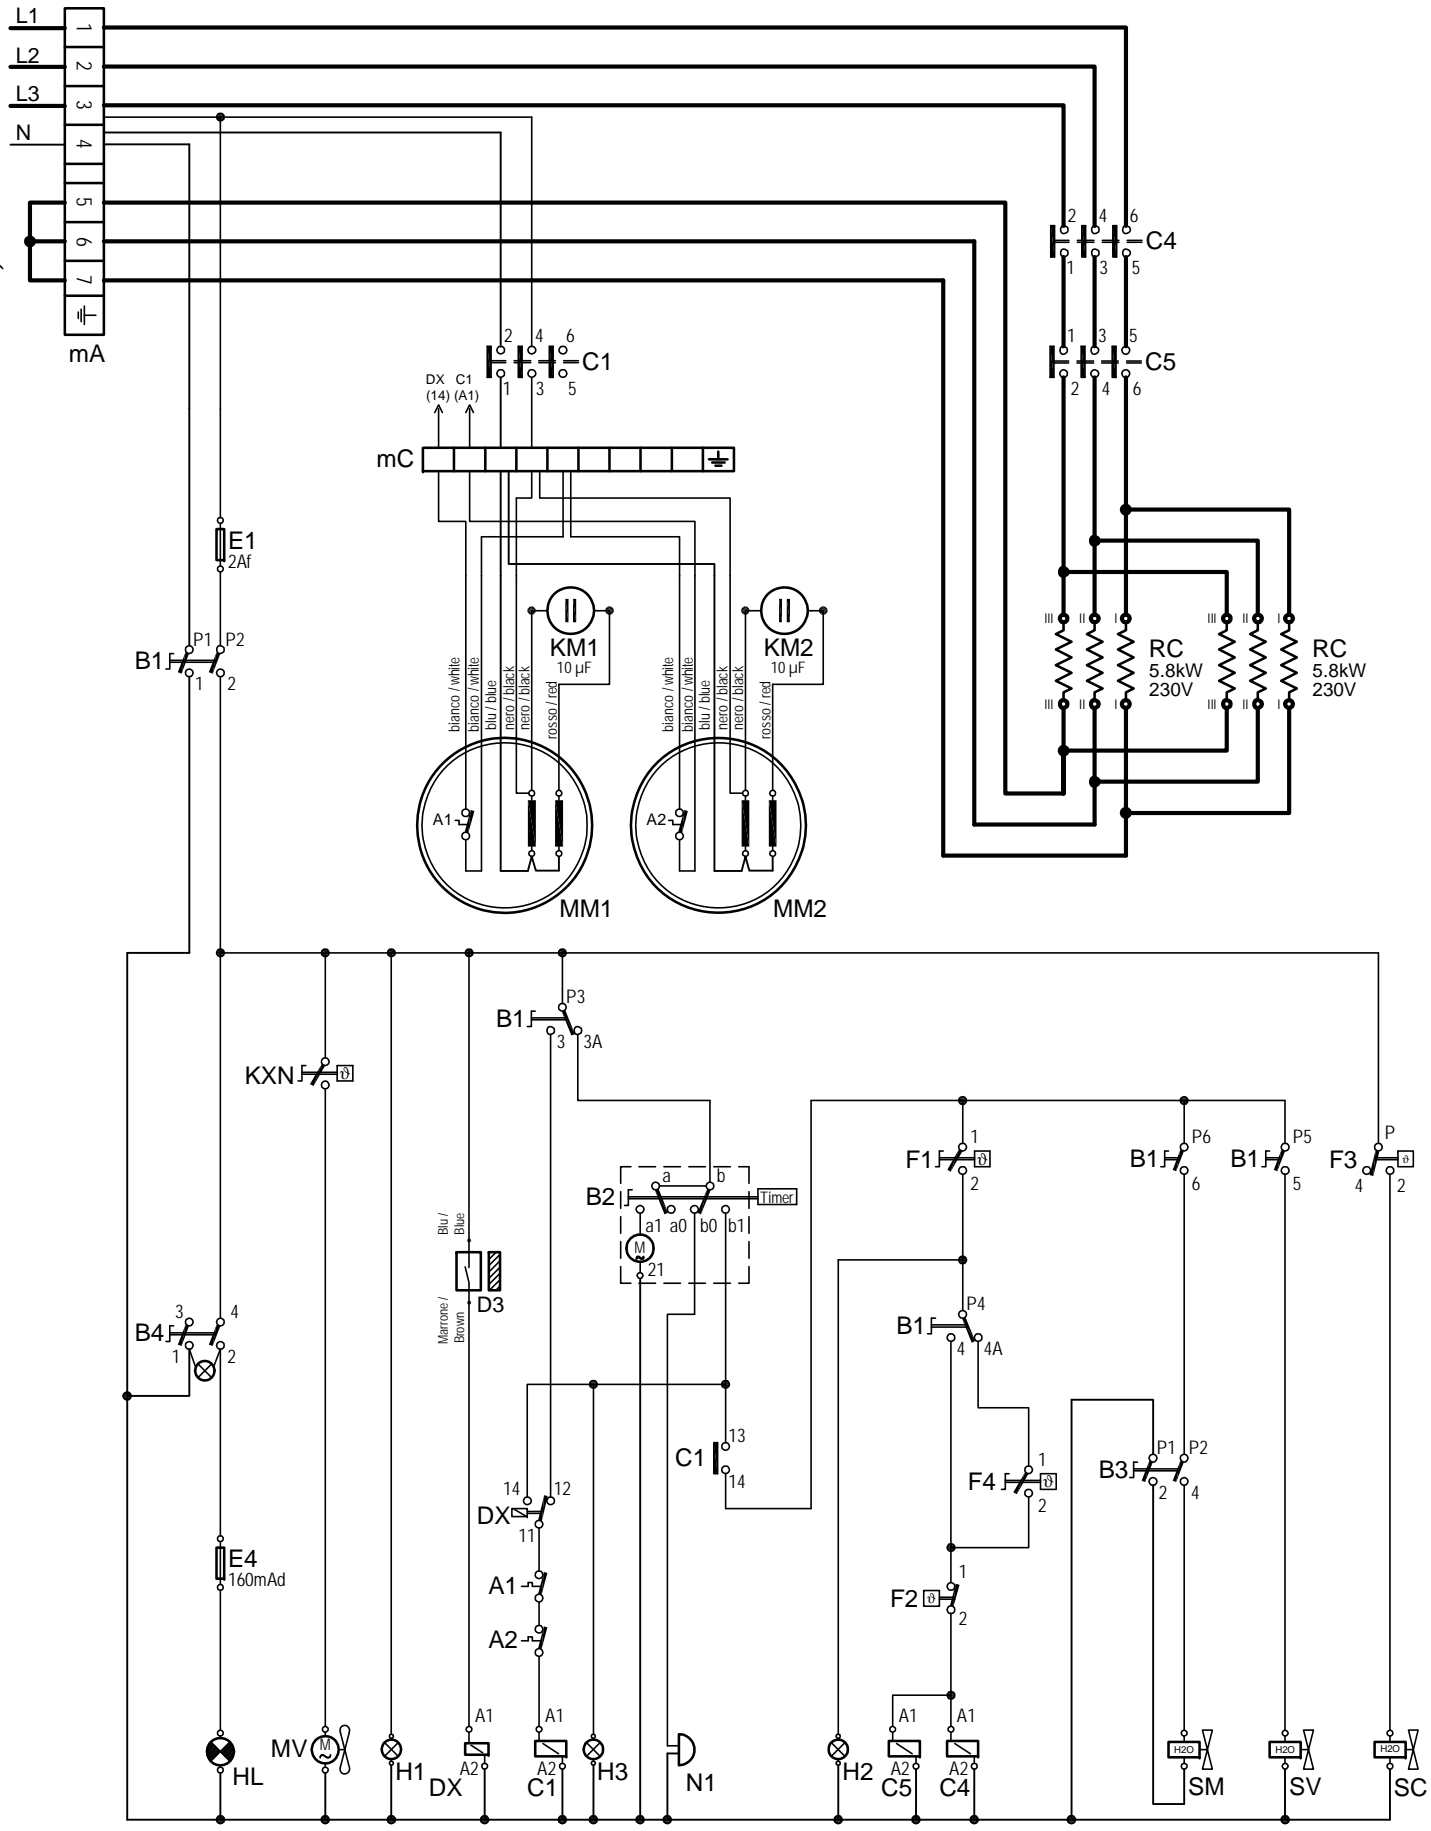 L1
1
L2
2
L3
3
N
4
5
6
7
mA
2 4 6
C4
1 3 5
1 3 5
C5
2 4 6
2 4 6
C1
1 3 5
DX
(14)
C1
(A1)
mC
E1
2Af
P1 P2
B1
1 2
KM1
10 µF
KM2
10 µF
bianco / white
bianco / white
blu / blue
nero / black
nero / black
rosso / red
bianco / white
bianco / white
blu / blue
nero / black
nero / black
rosso / red
III II I
RC
5.8kW
230V
III II I
III II I
RC
5.8kW
230V
III II I
A1
MM1
A2
MM2
P3
B1
3 3A
KXN
ϑ
F1
1
ϑ
2
P6
B1
6
P5
B1
5
P
F3
ϑ
4 2
a b
B2
Timer
a1 a0 b0 b1
M
~
21
Blu /
Blue
D3
Marrone /
Brown
3 4
B4
1 2
P4
B1
4 4A
13
C1
14
1
F4
ϑ
2
P1 P2
B3
2 4
14 12
DX
11
E4
160mAd
A1
A2
1
F2
ϑ
2
HL
MV
M
~
H1
A1
A2
DX
A1
A2
C1
H3
N1
H2
A1
A2
C5
A1
A2
C4
H2O
SM
H2O
SV
H2O
SC